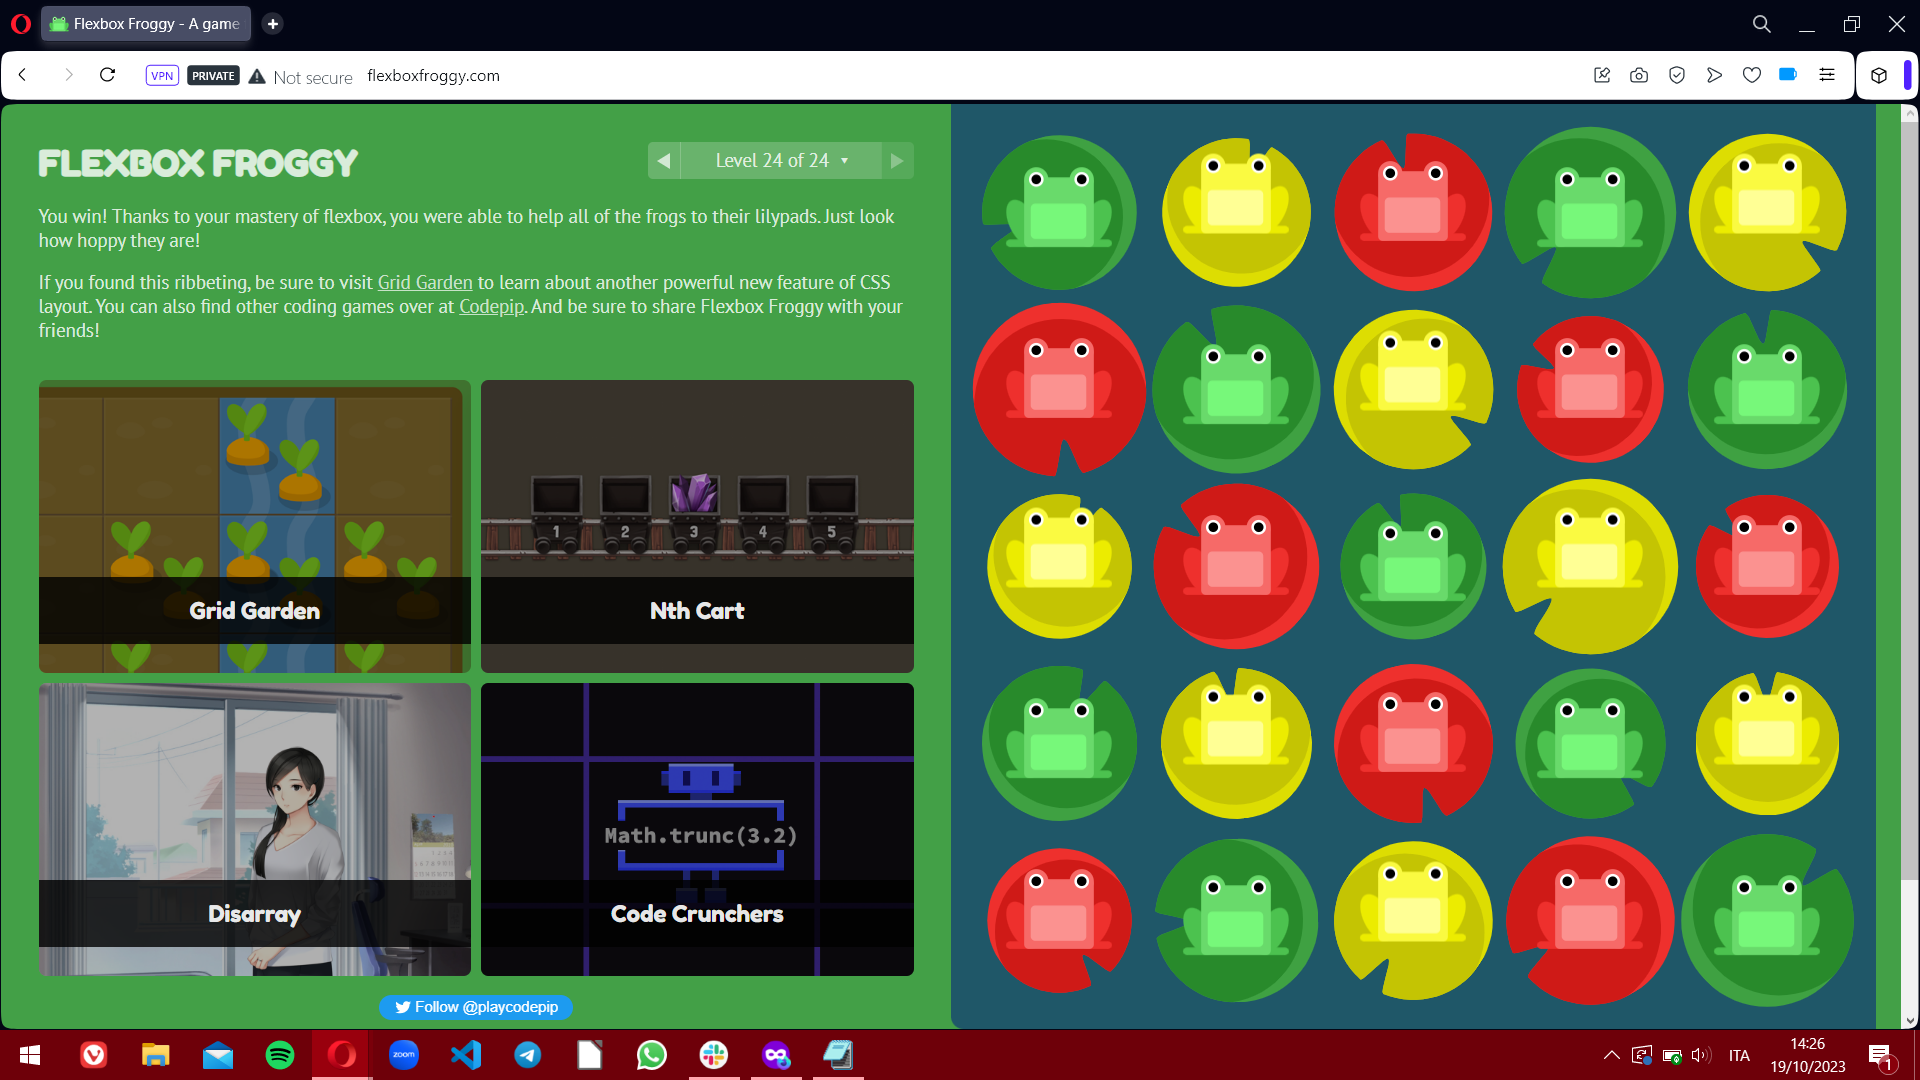 Flexbox Froggy - A game
VPN
PRIVATE
Not secure
flexboxfroggy.com
FLEXBOX FROGGY
Level 24 of 24
You win! Thanks to your mastery of flexbox, you were able to help all of the frogs to their lilypads. Just look
how hoppy they are!
If you found this ribbeting, be sure to visit Grid Garden to learn about another powerful new feature of CSS
layout. You can also find other coding games over at Codepip. And be sure to share Flexbox Froggy with your
friends!
1 2 3 4 5
Grid Garden
Nth Cart
Math.trunc(3.2)
Disarray
Code Crunchers
Follow @playcodepip
zoom
ITA
14:26
19/10/2023
1